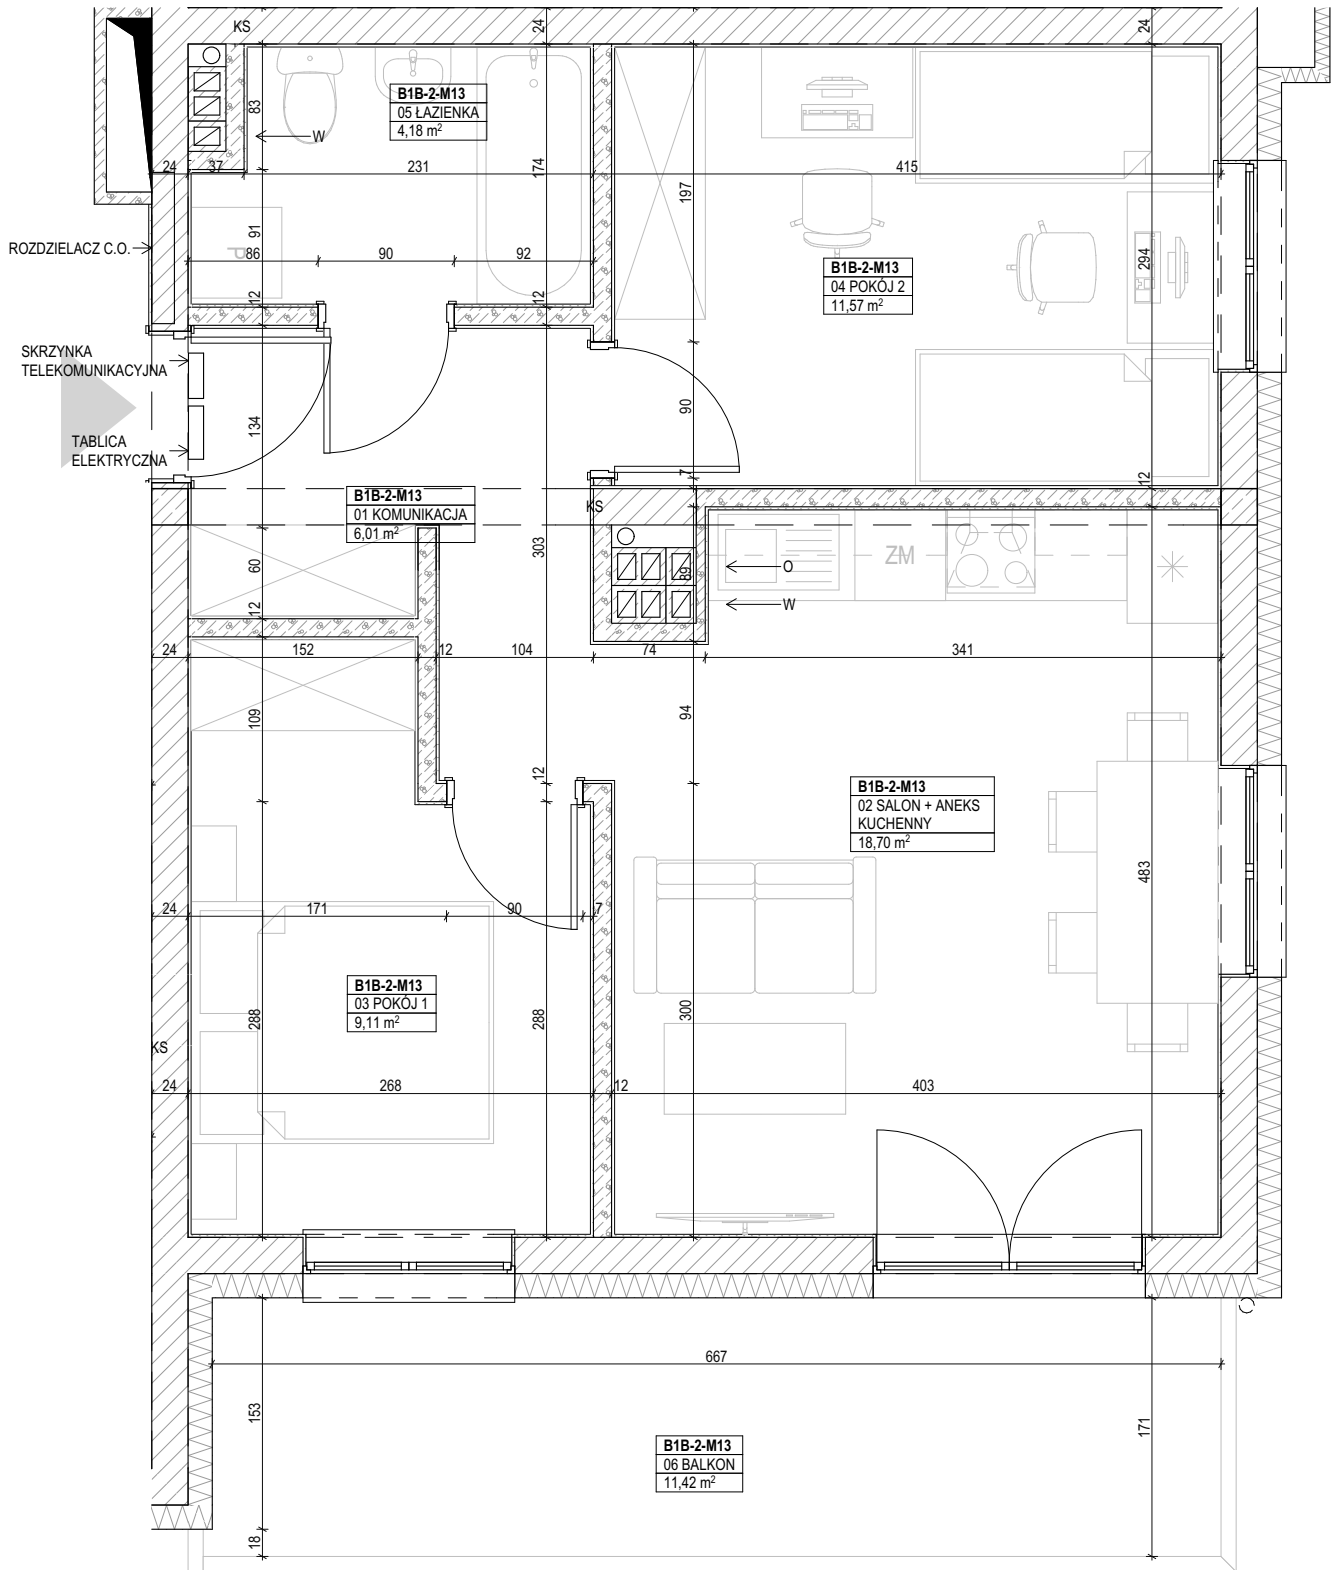 KS
24
24
B1B-2-M13
05 ŁAZIENKA
4,18 m²
83
W
24
37
231
174
415
197
91
ROZDZIELACZ C.O.
P
86
90
92
B1B-2-M13
04 POKÓJ 2
11,57 m²
294
12
12
SKRZYNKA
TELEKOMUNIKACYJNA
134
90
TABLICA
ELEKTRYCZNA
7
12
B1B-2-M13
01 KOMUNIKACJA
6,01 m²
KS
303
ZM
60
89
O
12
W
24
152
12
104
74
341
109
94
12
B1B-2-M13
02 SALON + ANEKS
KUCHENNY
18,70 m²
483
24
171
90
7
B1B-2-M13
03 POKÓJ 1
9,11 m²
288
288
300
KS
24
268
12
403
667
153
171
B1B-2-M13
06 BALKON
11,42 m²
18